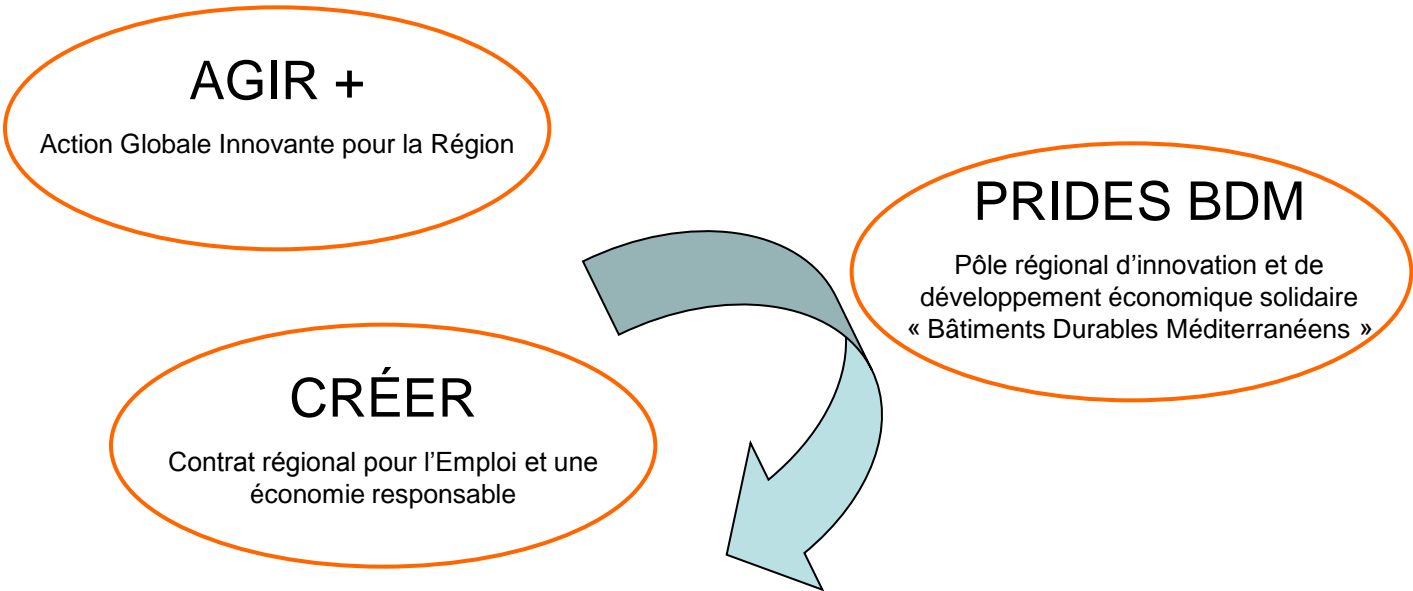 AGIR +
Action Globale Innovante pour la Région
PRIDES BDM
Pôle régional d’innovation et de
développement économique solidaire
« Bâtiments Durables Méditerranéens »
CRÉER
Contrat régional pour l’Emploi et une
économie responsable